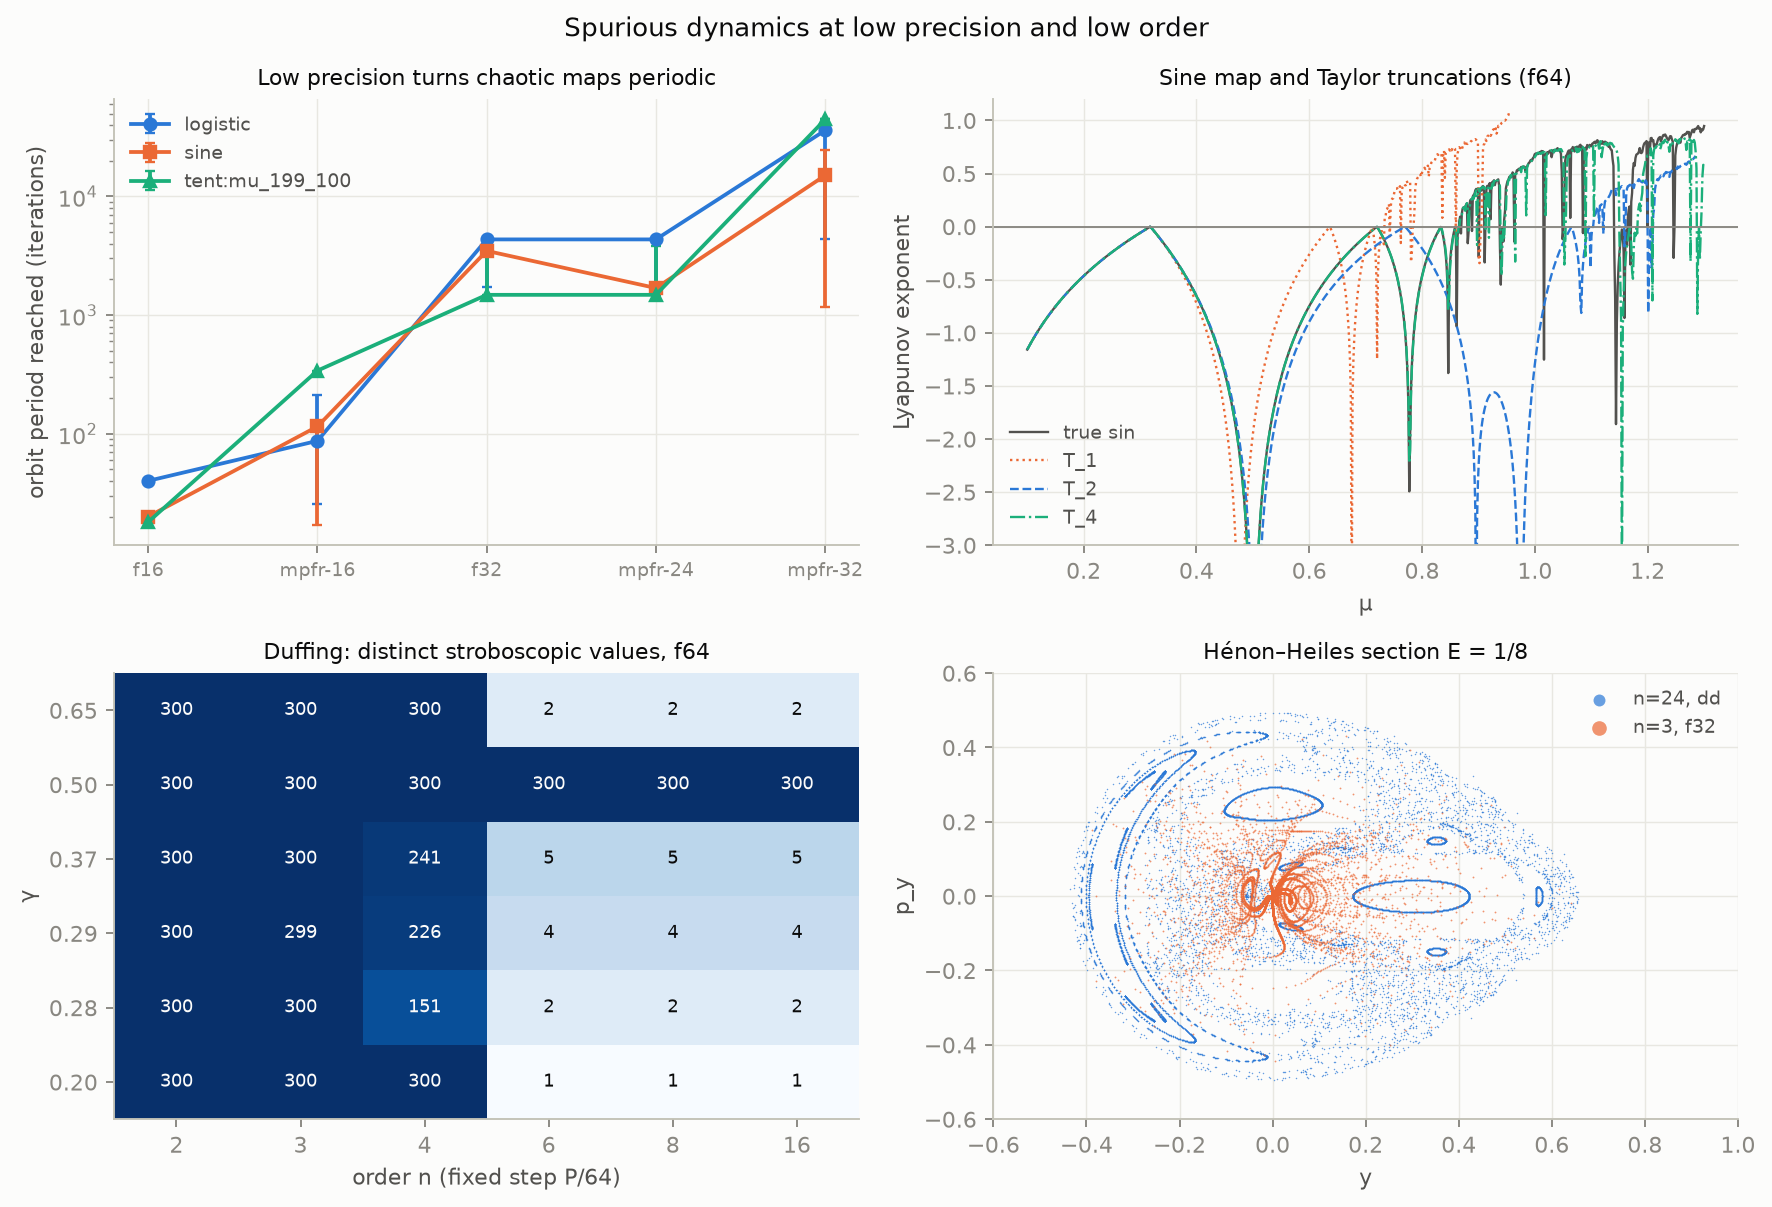 Spurious dynamics at low precision and low order
Low precision turns chaotic maps periodic
logistic
sine
tent:mu_199_100
orbit period reached (iterations)
10⁴
10³
10²
f16
mpfr-16
f32
mpfr-24
mpfr-32
Sine map and Taylor truncations (f64)
Lyapunov exponent
1.0
0.5
0.0
−0.5
−1.0
−1.5
−2.0
−2.5
−3.0
true sin
T_1
T_2
T_4
0.2
0.4
0.6
0.8
1.0
1.2
μ
Duffing: distinct stroboscopic values, f64
γ
0.65 300 300 300 2 2 2
0.50 300 300 300 300 300 300
0.37 300 300 241 5 5 5
0.29 300 299 226 4 4 4
0.28 300 300 151 2 2 2
0.20 300 300 300 1 1 1
2 3 4 6 8 16
order n (fixed step P/64)
Hénon–Heiles section E = 1/8
n=24, dd
n=3, f32
p_y
0.6
0.4
0.2
0.0
−0.2
−0.4
−0.6
−0.6
−0.4
−0.2
0.0
0.2
0.4
0.6
0.8
1.0
y